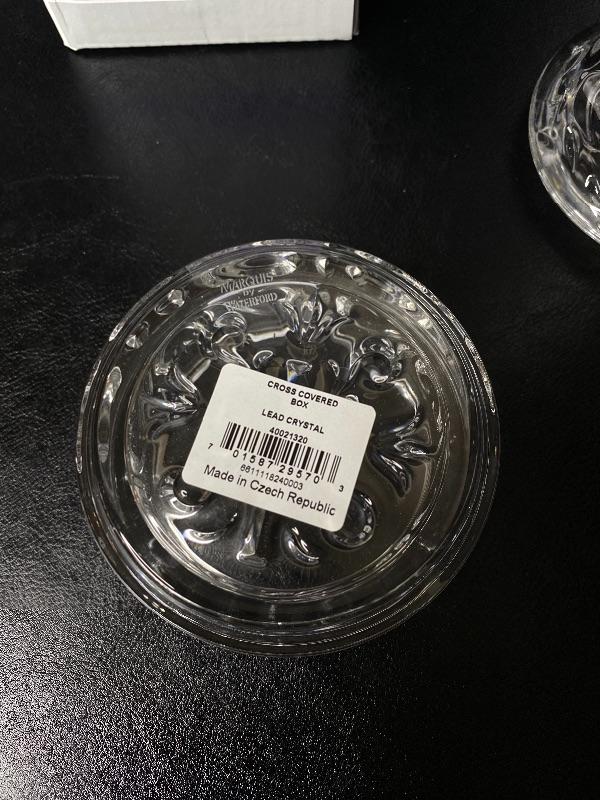 MARQUIS
by
WATERFORD
CROSS COVERED
BOX
LEAD CRYSTAL
40021320
7 01587 29570 3
6611118240003
Made in Czech Republic